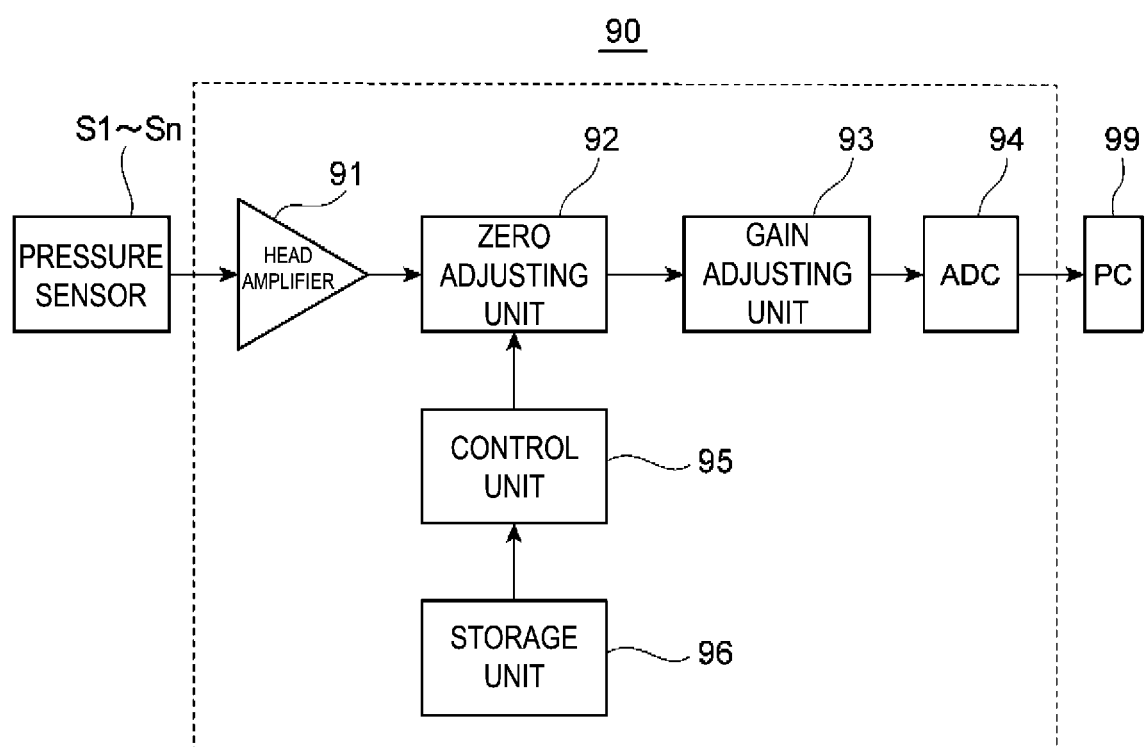 90
S1~Sn
91
92
93
94
99
PRESSURE
SENSOR
HEAD
AMPLIFIER
ZERO
ADJUSTING
UNIT
GAIN
ADJUSTING
UNIT
ADC
PC
CONTROL
UNIT
95
STORAGE
UNIT
96